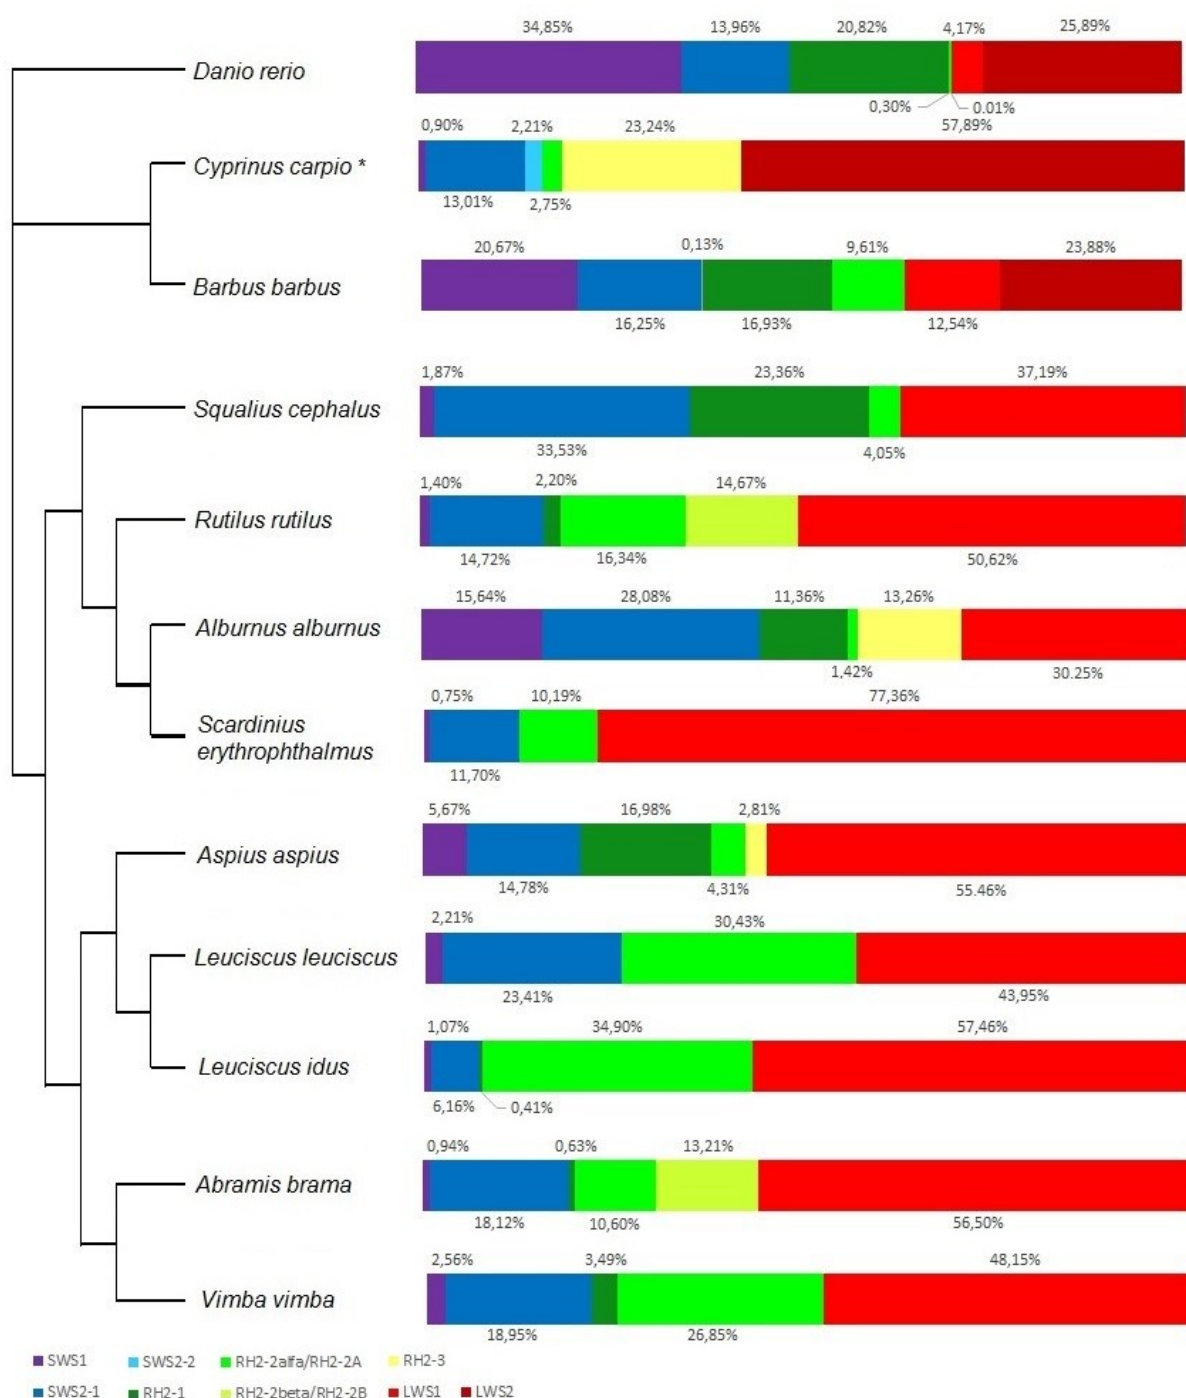 34,85% 13,96% 20,82% 4,17% 25,89%
Danio rerio
0,30% 0.01%
0,90% 2,21% 23,24% 57,89%
Cyprinus carpio *
13,01% 2,75%
20,67% 0,13% 9,61% 23,88%
Barbus barbus
16,25% 16,93% 12,54%
1,87% 23,36% 37,19%
Squalius cephalus
33,53% 4,05%
1,40% 2,20% 14,67%
Rutilus rutilus
14,72% 16,34% 50,62%
15,64% 28,08% 11,36% 13,26%
Alburnus alburnus
1,42% 30.25%
0,75% 10,19% 77,36%
Scardinius
erythrophthalmus
11,70%
5,67% 16,98% 2,81%
Aspius aspius
14,78% 4,31% 55.46%
2,21% 30,43%
Leuciscus leuciscus
23,41% 43,95%
1,07% 34,90% 57,46%
Leuciscus idus
6,16% 0,41%
0,94% 0,63% 13,21%
Abramis brama
18,12% 10,60% 56,50%
2,56% 3,49% 48,15%
Vimba vimba
18,95% 26,85%
SWS1 SWS2-2 RH2-2alfa/RH2-2A RH2-3
SWS2-1 RH2-1 RH2-2beta/RH2-2B LWS1 LWS2